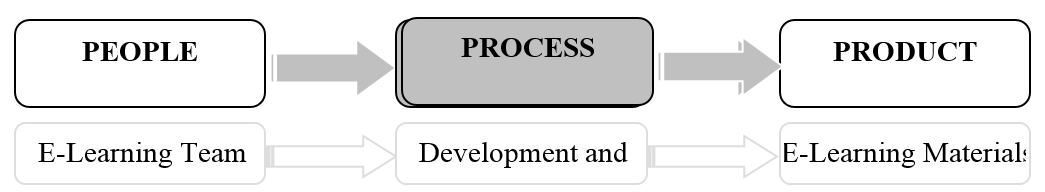 PEOPLE PROCESS PRODUCT
E-Learning Team Development and E-Learning Materials